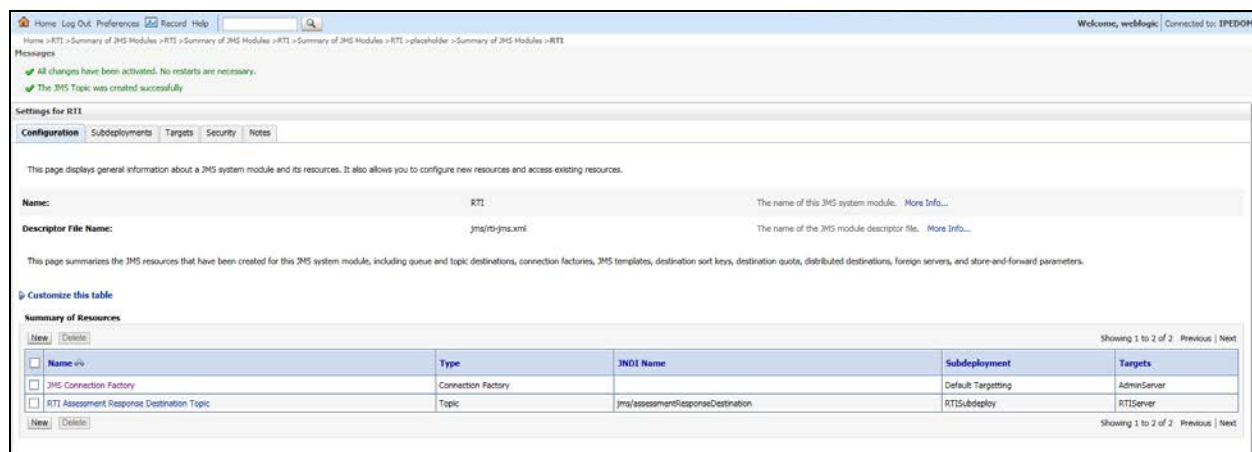 Home Log Out Preferences Record Help Welcome, weblogic Connected to: IPEDOM
Home >RTI >Summary of JMS Modules >RTI >Summary of JMS Modules >RTI >Summary of JMS Modules >RTI >placeholder >Summary of JMS Modules >RTI
Messages
All changes have been activated. No restarts are necessary.
The JMS Topic was created successfully
Settings for RTI
Configuration Subdeployments Targets Security Notes
This page displays general information about a JMS system module and its resources. It also allows you to configure new resources and access existing resources.
Name: RTI The name of this JMS system module. More Info...
Descriptor File Name: jms/rti-jms.xml The name of the JMS module descriptor file. More Info...
This page summarizes the JMS resources that have been created for this JMS system module, including queue and topic destinations, connection factories, JMS templates, destination sort keys, destination quota, distributed destinations, foreign servers, and store-and-forward parameters.
Customize this table
Summary of Resources
New Delete Showing 1 to 2 of 2 Previous | Next
Name Type JNDI Name Subdeployment Targets
JMS Connection Factory Connection Factory Default Targetting AdminServer
RTI Assessment Response Destination Topic Topic jms/assessmentResponseDestination RTISubdeploy RTIServer
New Delete Showing 1 to 2 of 2 Previous | Next